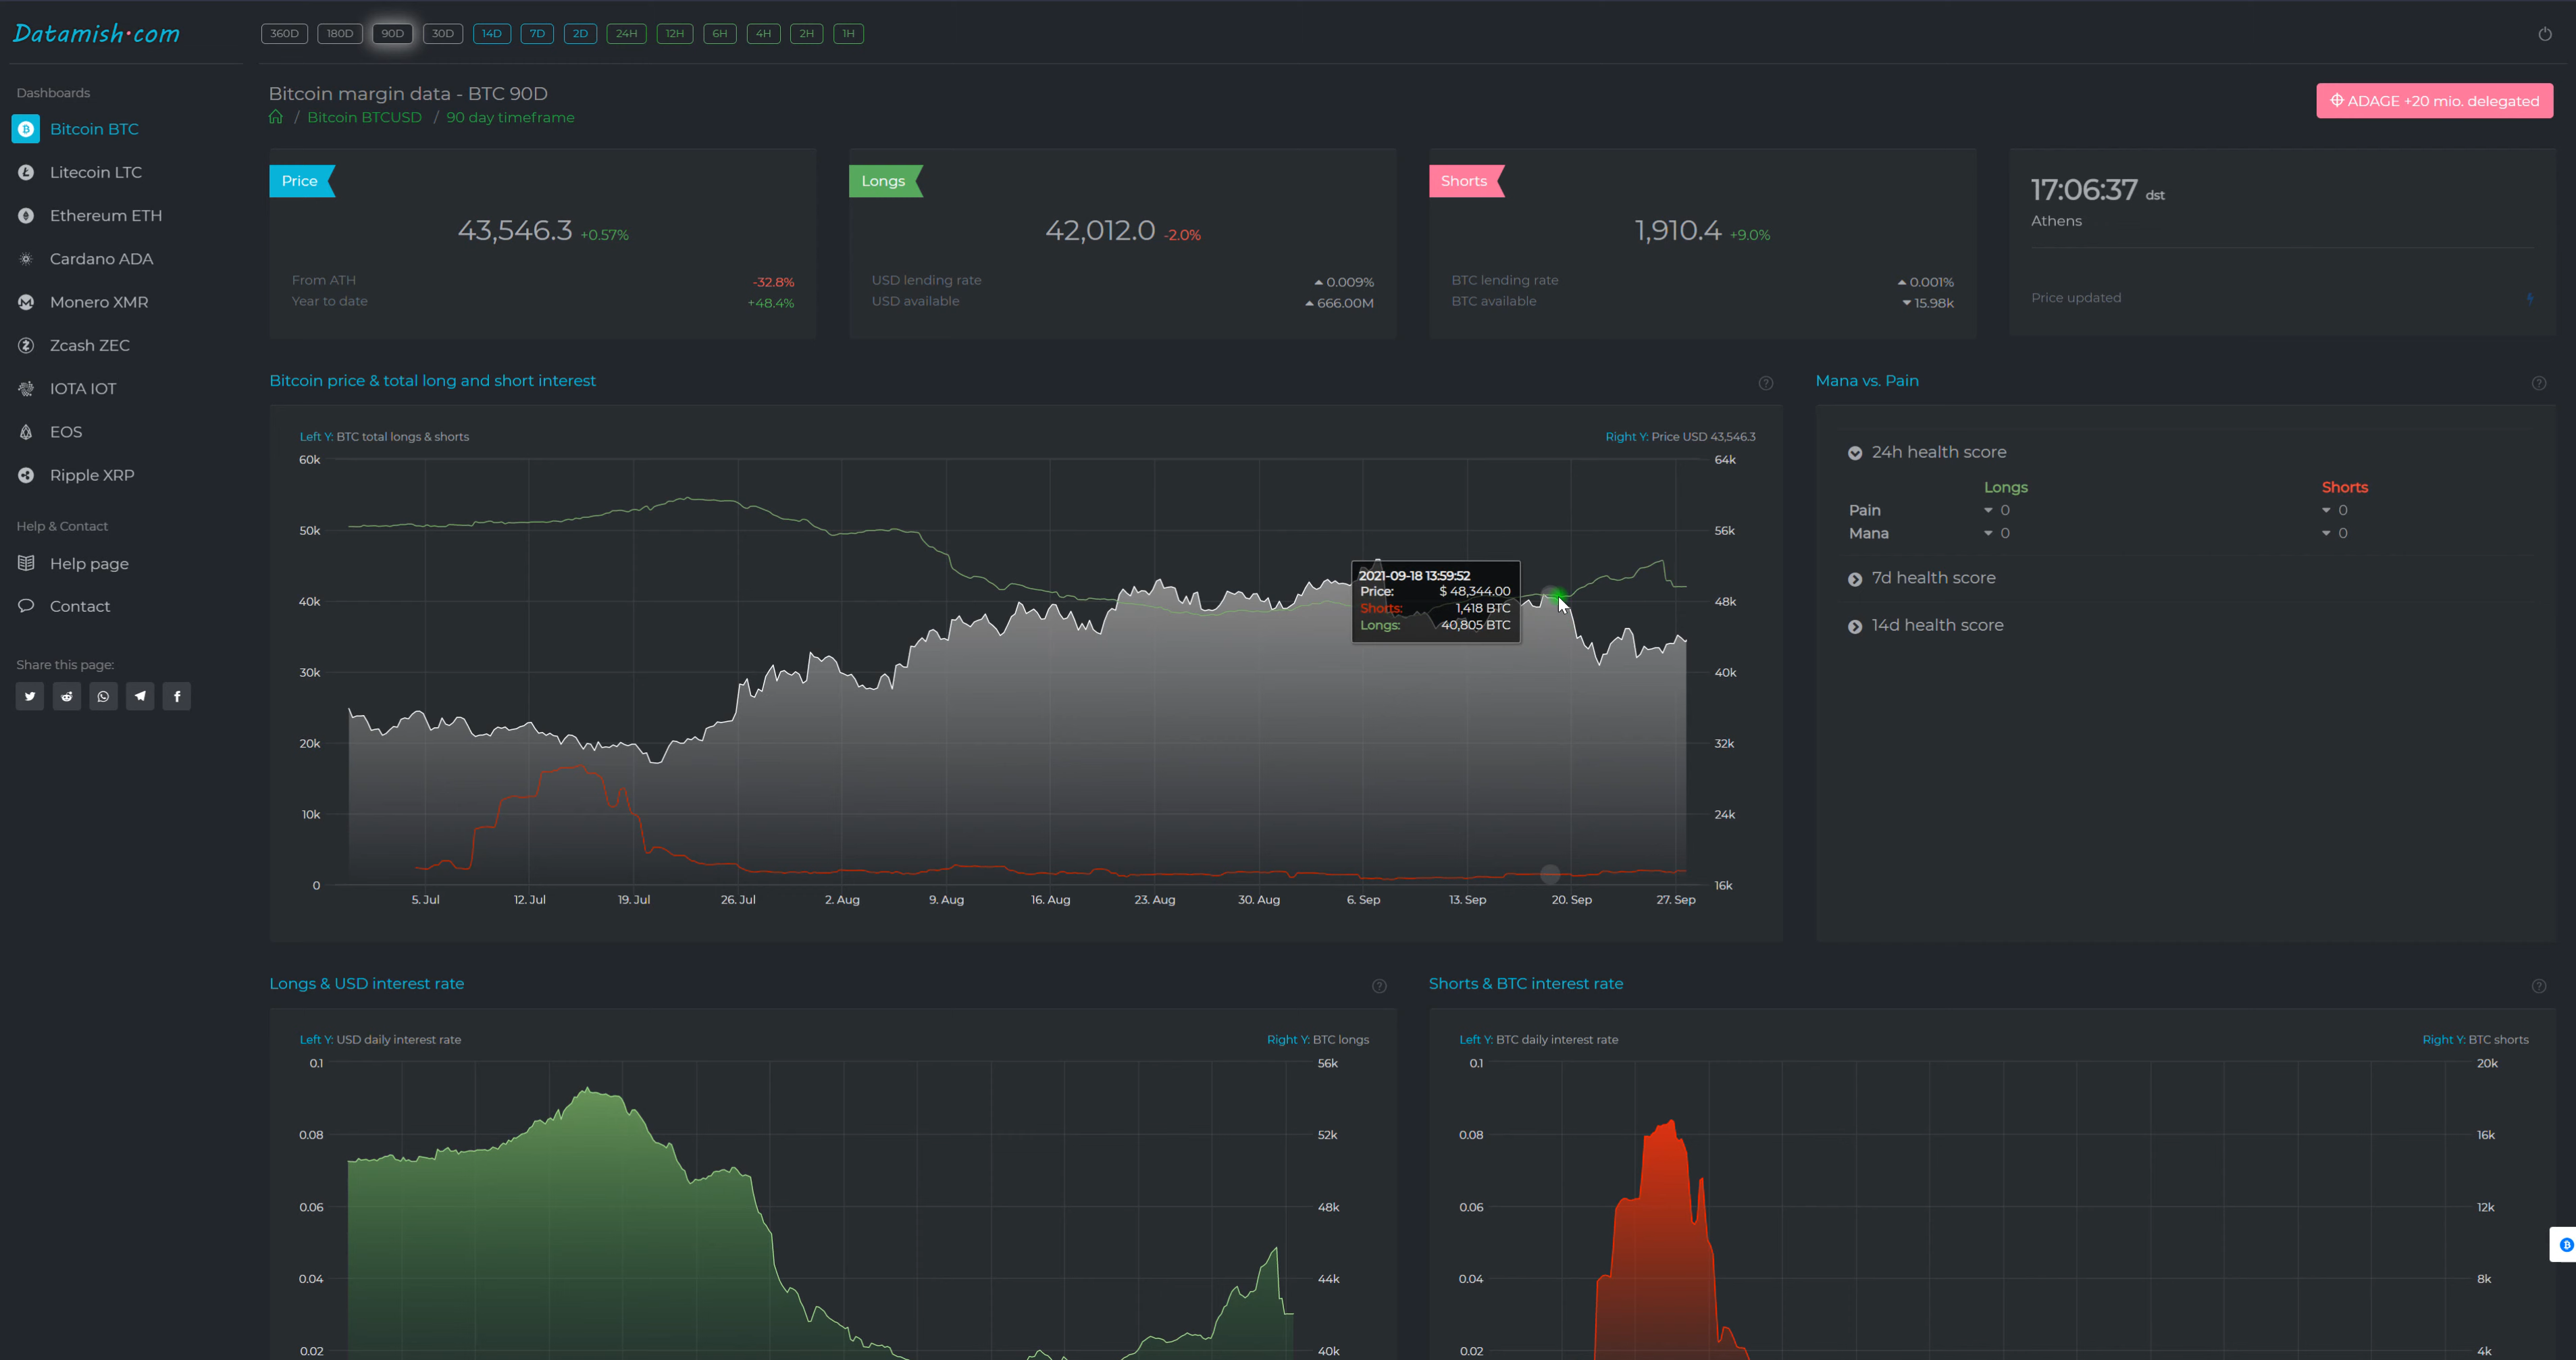 Datamish.com
360D 180D 90D 30D 14D 7D 2D 24H 12H 6H 4H 2H 1H
Dashboards
Bitcoin BTC
Litecoin LTC
Ethereum ETH
Cardano ADA
Monero XMR
Zcash ZEC
IOTA IOT
EOS
Ripple XRP
Help & Contact
Help page
Contact
Share this page:
Bitcoin margin data - BTC 90D
/ Bitcoin BTCUSD / 90 day timeframe
ADAGE +20 mio. delegated
Price
43,546.3 +0.57%
From ATH -32.8%
Year to date +48.4%
Longs
42,012.0 -2.0%
USD lending rate 0.009%
USD available 666.00M
Shorts
1,910.4 +9.0%
BTC lending rate 0.001%
BTC available 15.98k
17:06:37 dst
Athens
Price updated
Bitcoin price & total long and short interest
Left Y: BTC total longs & shorts
Right Y: Price USD 43,546.3
60k
50k
40k
30k
20k
10k
0
64k
56k
48k
40k
32k
24k
16k
2021-09-18 13:59:52
Price: $ 48,344.00
Shorts: 1,418 BTC
Longs: 40,805 BTC
5. Jul 12. Jul 19. Jul 26. Jul 2. Aug 9. Aug 16. Aug 23. Aug 30. Aug 6. Sep 13. Sep 20. Sep 27. Sep
Mana vs. Pain
24h health score
Longs Shorts
Pain 0 0
Mana 0 0
7d health score
14d health score
Longs & USD interest rate
Left Y: USD daily interest rate
Right Y: BTC longs
0.1
0.08
0.06
0.04
0.02
56k
52k
48k
44k
40k
Shorts & BTC interest rate
Left Y: BTC daily interest rate
Right Y: BTC shorts
0.1
0.08
0.06
0.04
0.02
20k
16k
12k
8k
4k